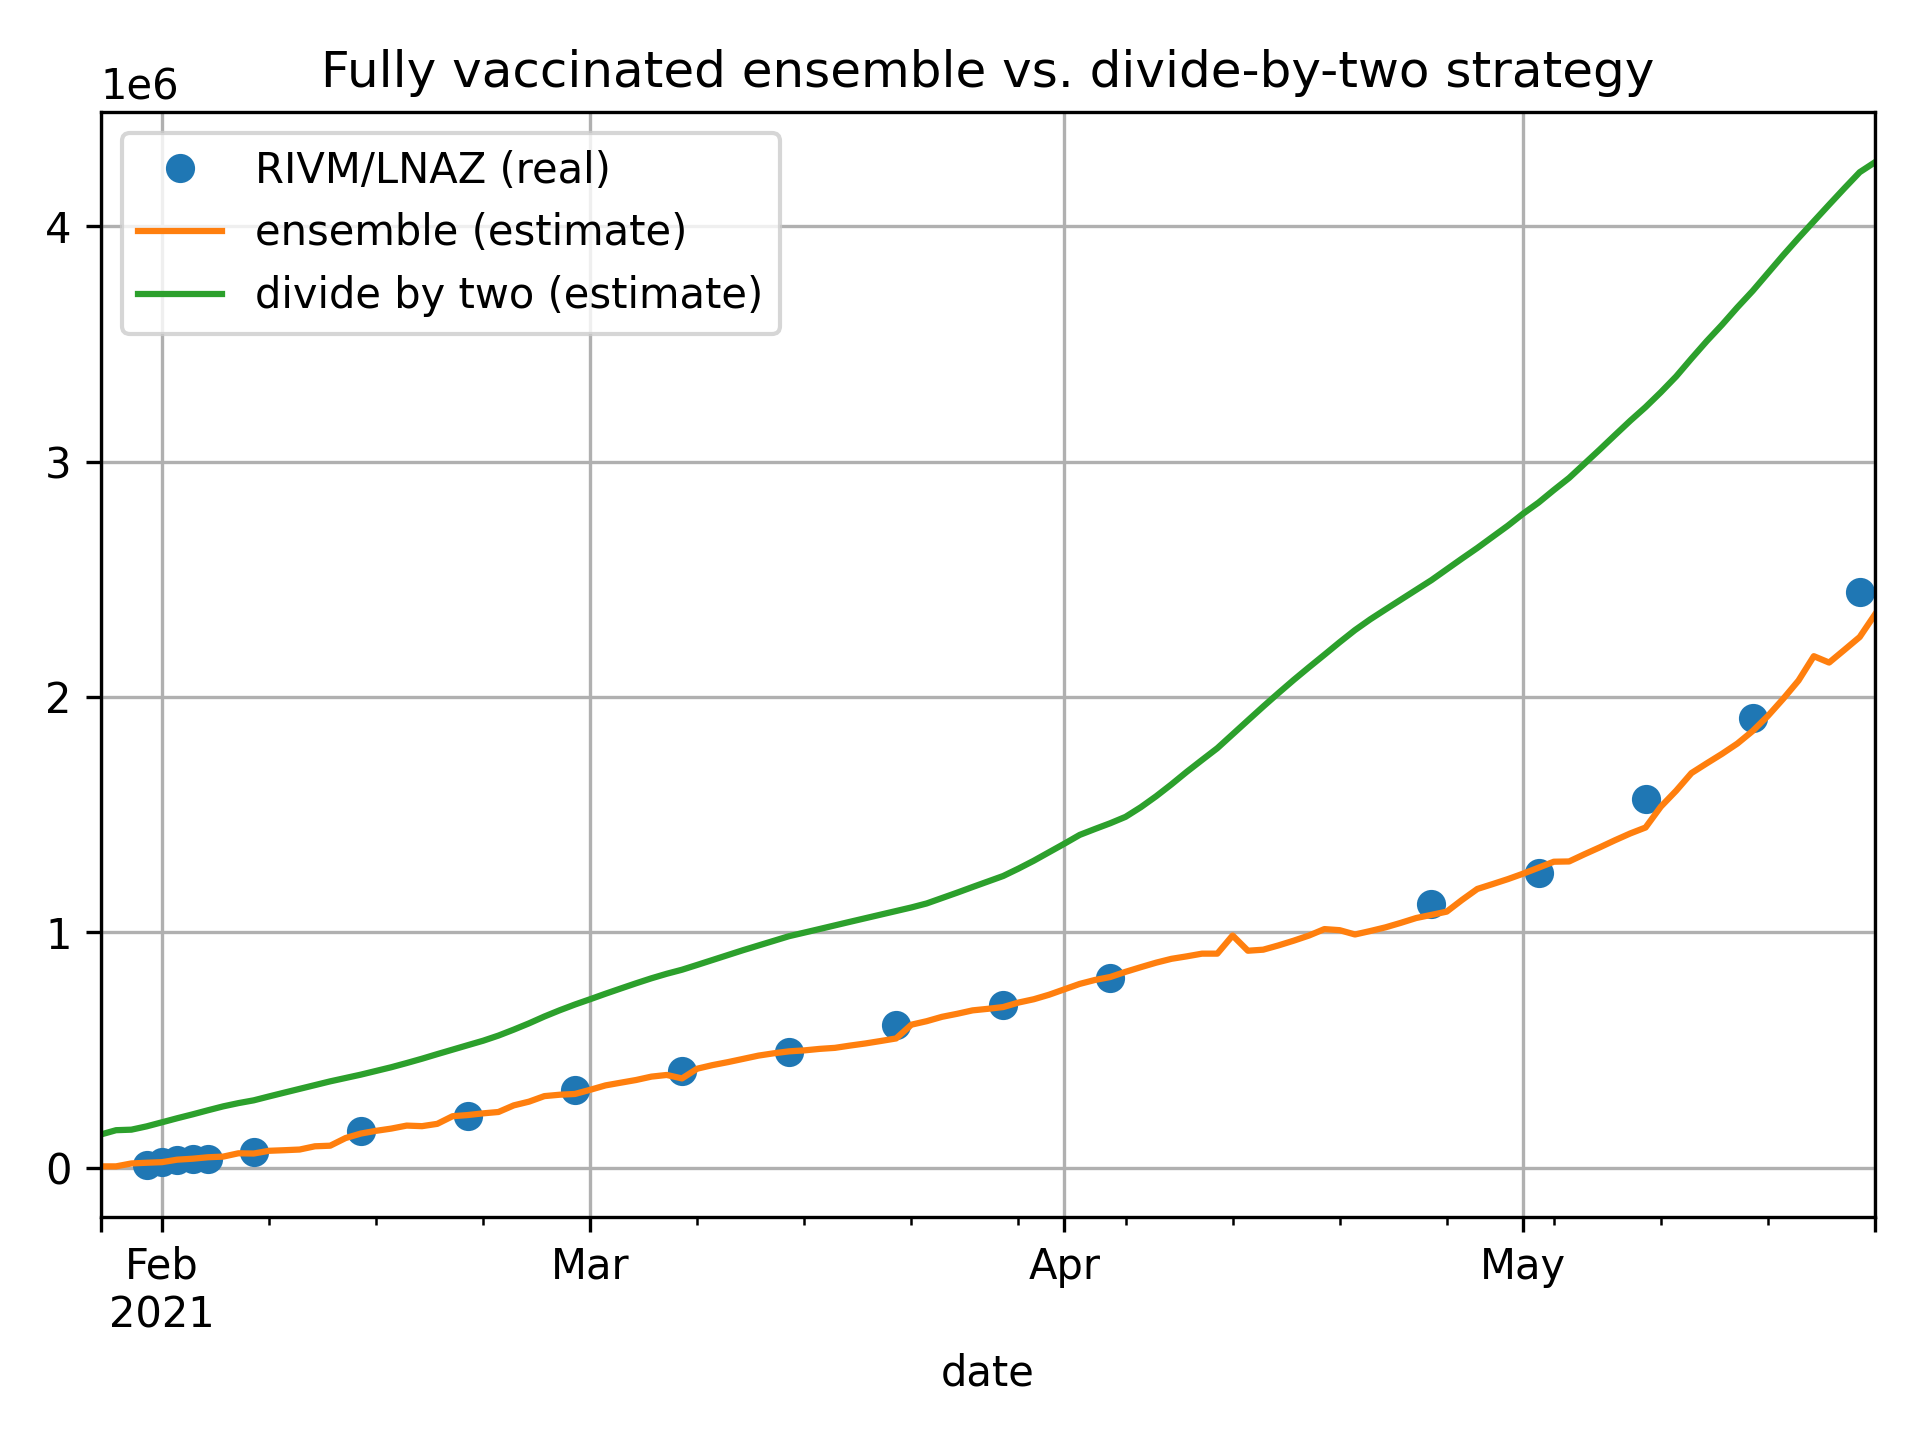 Fully vaccinated ensemble vs. divide-by-two strategy
1e6
RIVM/LNAZ (real)
ensemble (estimate)
divide by two (estimate)
4
3
2
1
0
Feb Mar Apr May
2021
date